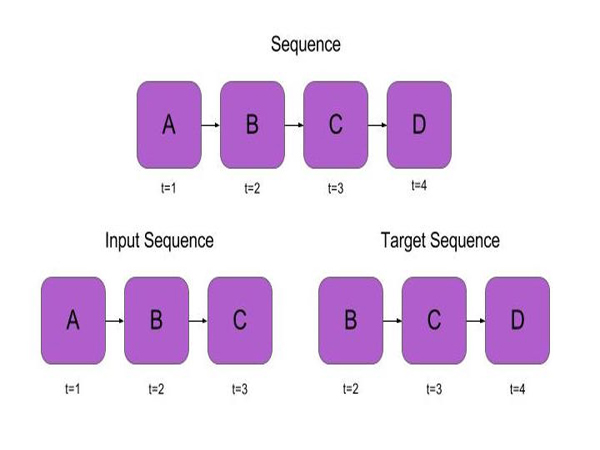 Sequence
A B C D
t=1 t=2 t=3 t=4
Input Sequence Target Sequence
A B C B C D
t=1 t=2 t=3 t=2 t=3 t=4